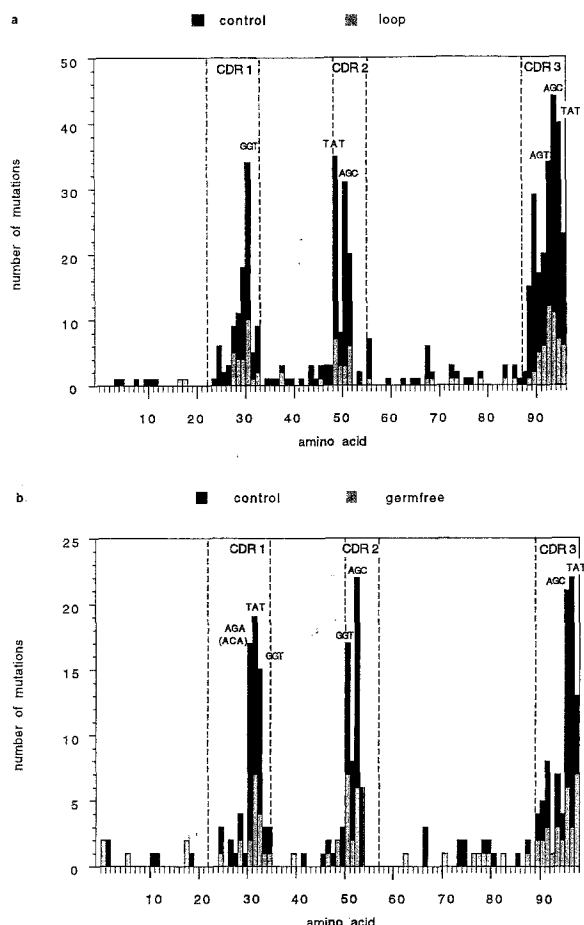 a
control loop
50
CDR 1 CDR 2 CDR 3
AGC
40
TAT
GGT TAT
AGT
AGC
30
number of mutations
20
10
0
10 20 30 40 50 60 70 80 90
amino acid
b.
control germfree
25
CDR 1 CDR 2 CDR 3
AGC TAT
AGC
20
TAT
AGA
(ACA)
GGT GGT
15
number of mutations
10
5
0
10 20 30 40 50 60 70 80 90
amino acid